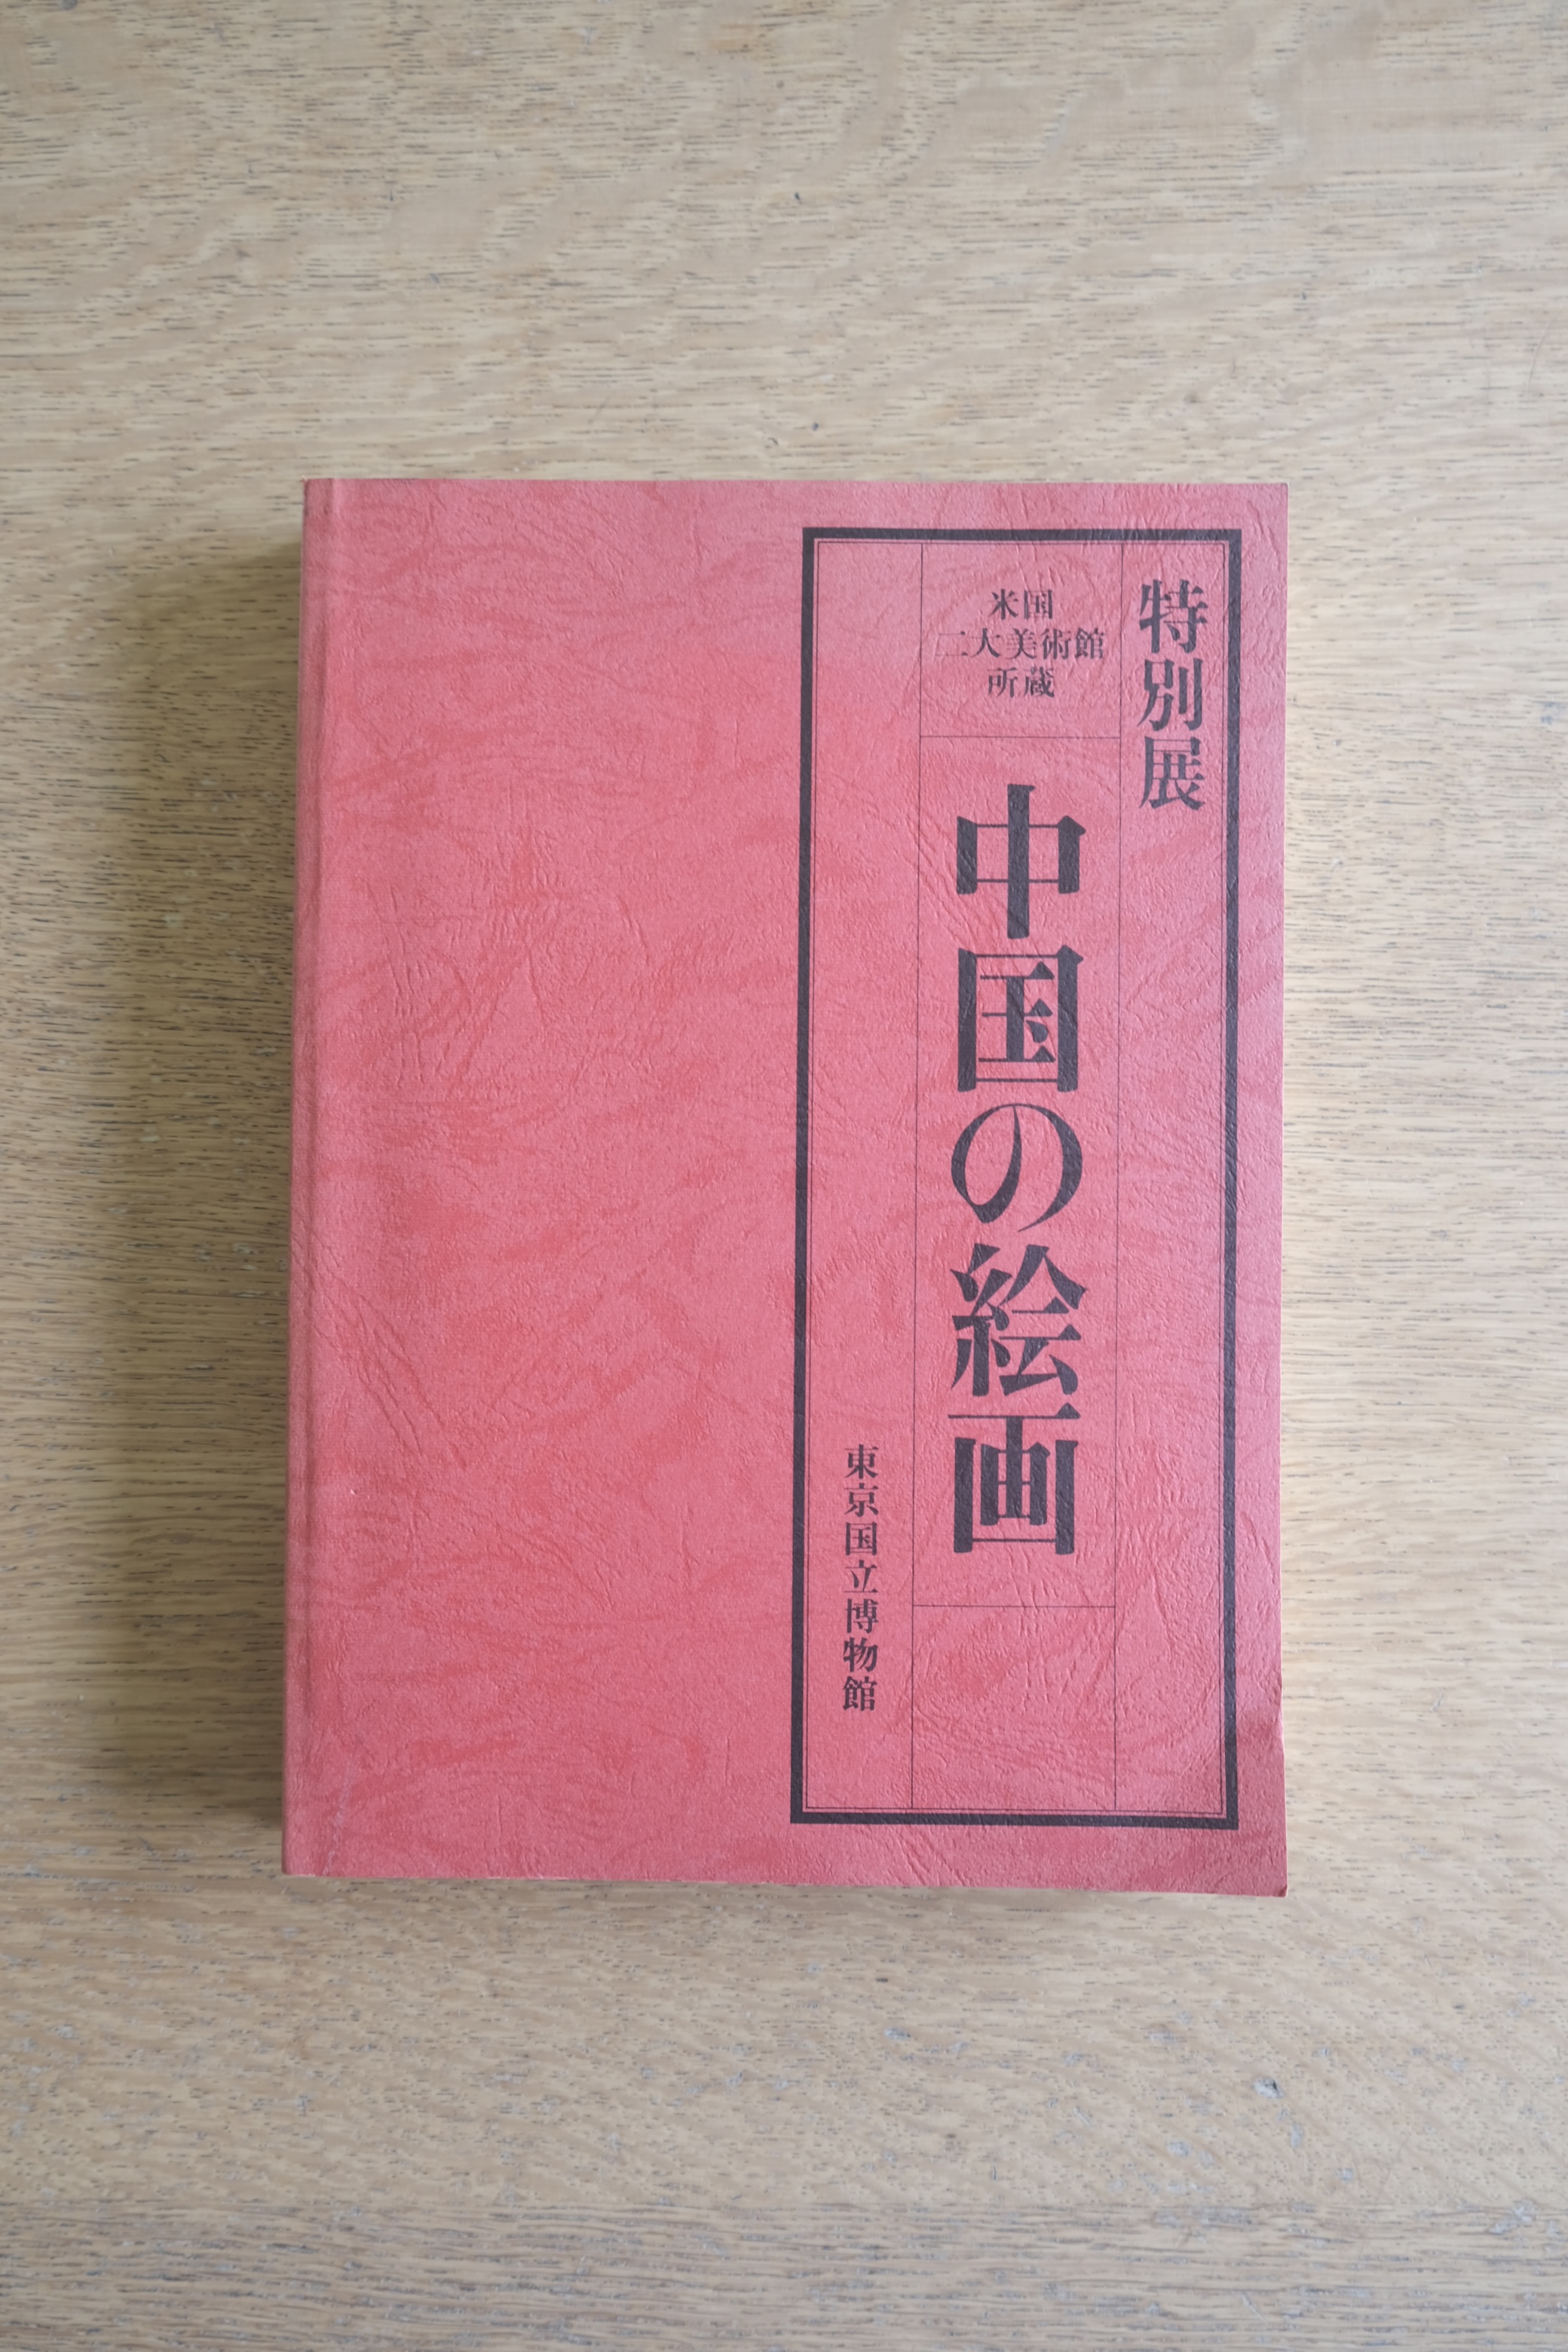 特別展
米国
二大美術館
所蔵
中国の絵画
東京国立博物館